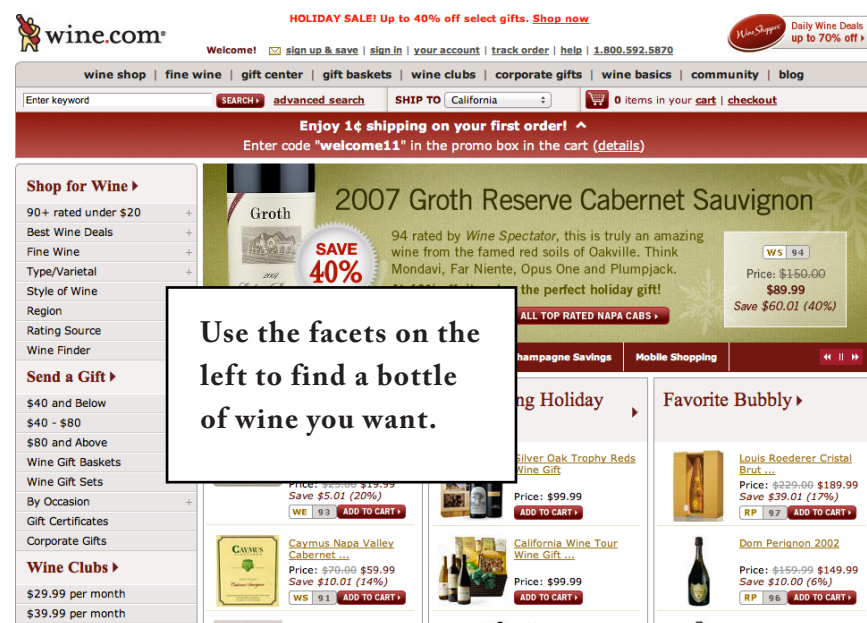 HOLIDAY SALE! Up to 40% off select gifts. Shop now
wine.com®
Wine Shopper
Daily Wine Deals
up to 70% off
Welcome! sign up & save | sign in | your account | track order | help | 1.800.592.5870
wine shop | fine wine | gift center | gift baskets | wine clubs | corporate gifts | wine basics | community | blog
Enter keyword SEARCH advanced search SHIP TO California 0 items in your cart | checkout
Enjoy 1¢ shipping on your first order!
Enter code "welcome11" in the promo box in the cart (details)
Shop for Wine
90+ rated under $20 +
Best Wine Deals +
Fine Wine +
Type/Varietal +
Style of Wine
Region
Rating Source
Wine Finder
Send a Gift
$40 and Below
$40 - $80
$80 and Above
Wine Gift Baskets
Wine Gift Sets
By Occasion +
Gift Certificates
Corporate Gifts
Wine Clubs
$29.99 per month
$39.99 per month
Groth
2007
SAVE
40%
2007 Groth Reserve Cabernet Sauvignon
94 rated by Wine Spectator, this is truly an amazing
wine from the famed red soils of Oakville. Think
Mondavi, Far Niente, Opus One and Plumpjack.
the perfect holiday gift!
ALL TOP RATED NAPA CABS
WS 94
Price: $150.00
$89.99
Save $60.01 (40%)
Use the facets on the
left to find a bottle
of wine you want.
hampagne Savings
Mobile Shopping
Price: $25.00 $19.99
Save $5.01 (20%)
WE 93 ADD TO CART
CAYMUS
Caymus Napa Valley
Cabernet ...
Price: $70.00 $59.99
Save $10.01 (14%)
WS 91 ADD TO CART
ng Holiday
Silver Oak Trophy Reds
Wine Gift
Price: $99.99
ADD TO CART
California Wine Tour
Wine Gift ...
Price: $99.99
ADD TO CART
Favorite Bubbly
Louis Roederer Cristal
Brut ...
Price: $229.00 $189.99
Save $39.01 (17%)
RP 97 ADD TO CART
Dom Perignon 2002
Price: $159.99 $149.99
Save $10.00 (6%)
RP 96 ADD TO CART